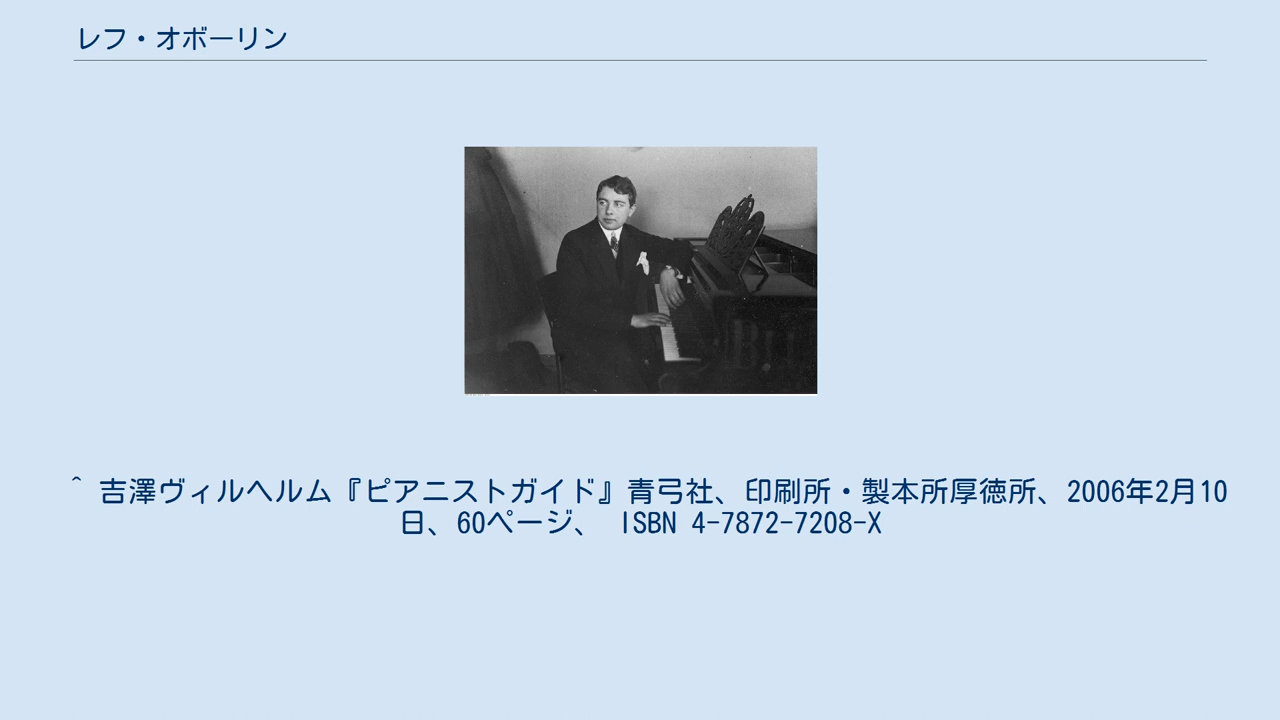 レフ・オボーリン
^ 吉澤ヴィルヘルム『ピアニストガイド』青弓社、印刷所・製本所厚徳所、2006年2月10
日、60ページ、 ISBN 4-7872-7208-X